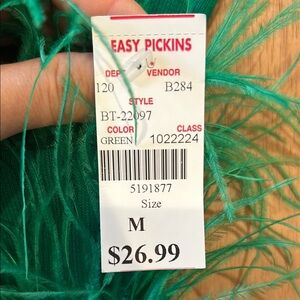 EASY PICKINS
DEPT VENDOR
120 B284
STYLE
BT-22097
COLOR CLASS
GREEN 1022224
5191877
Size
M
$26.99